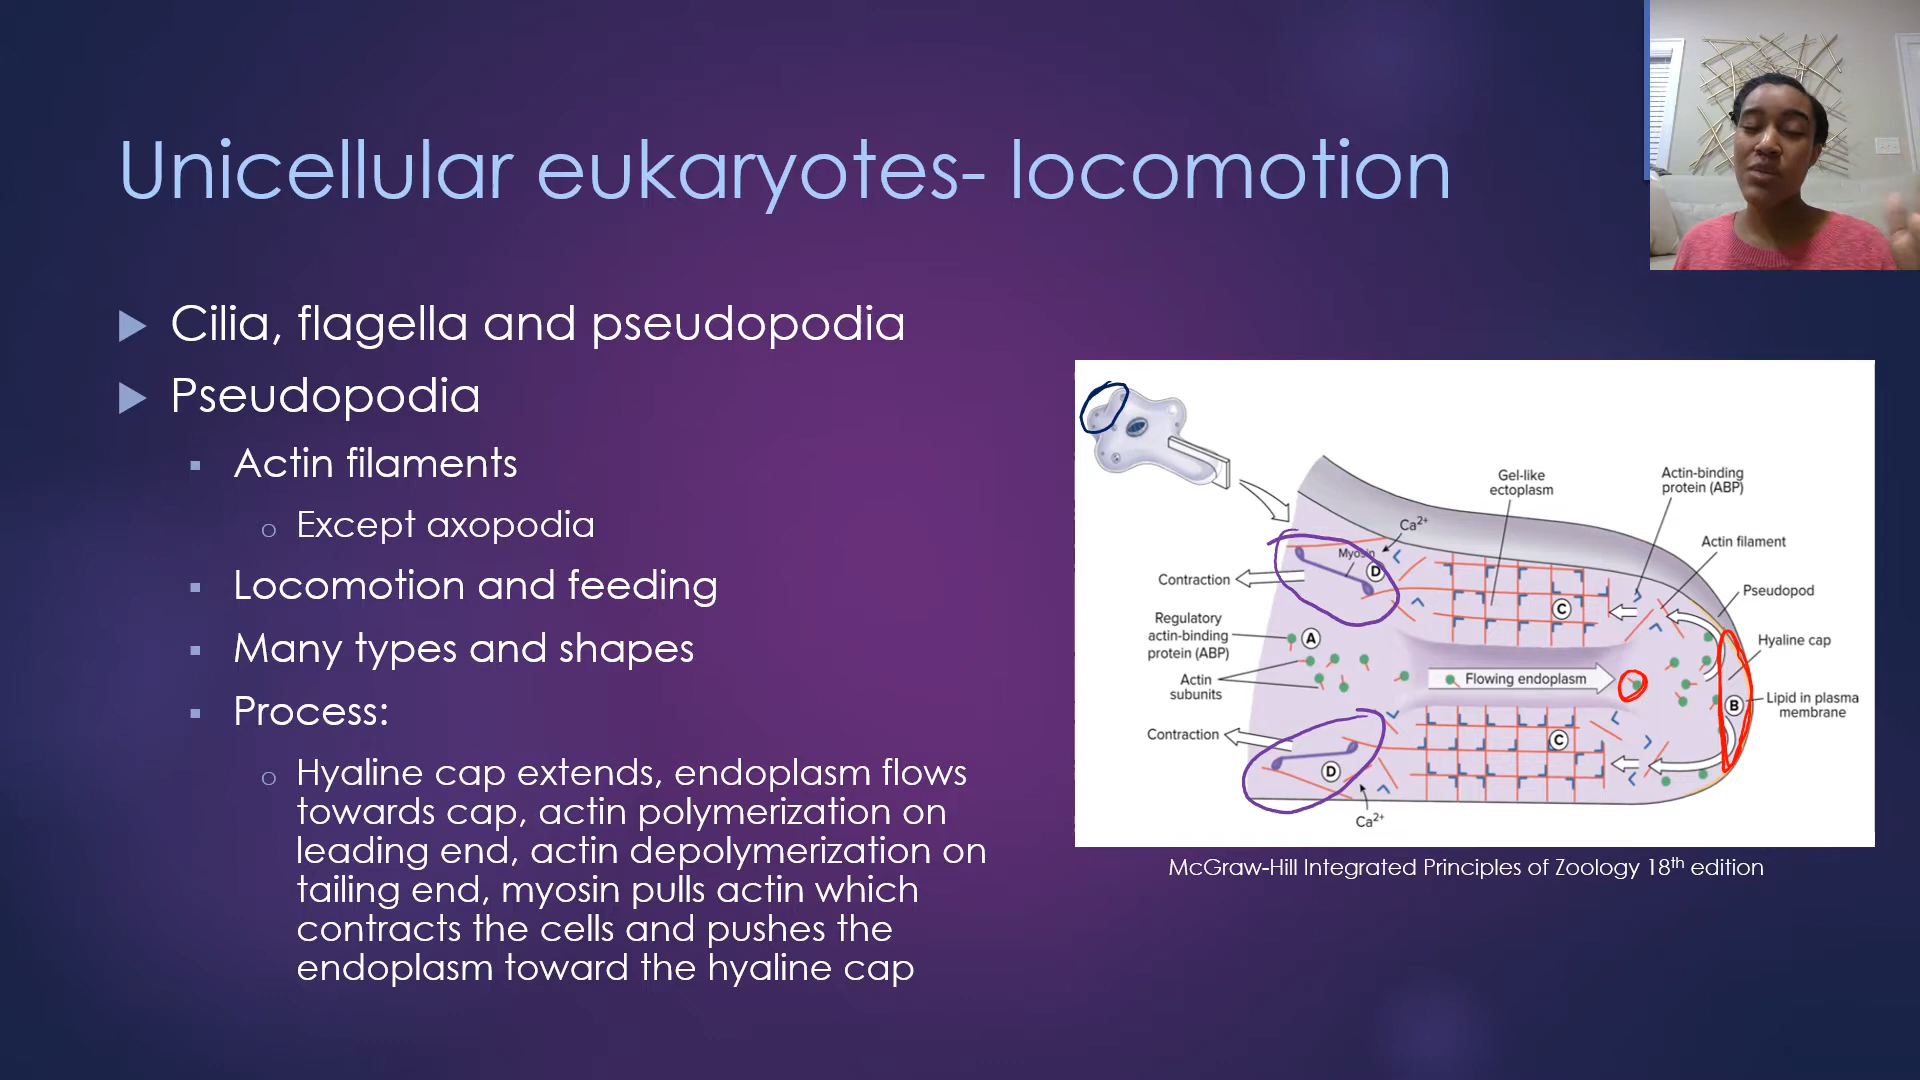 Unicellular eukaryotes- locomotion
Cilia, flagella and pseudopodia
Pseudopodia
Actin filaments
Except axopodia
Locomotion and feeding
Many types and shapes
Process:
Hyaline cap extends, endoplasm flows
towards cap, actin polymerization on
leading end, actin depolymerization on
tailing end, myosin pulls actin which
contracts the cells and pushes the
endoplasm toward the hyaline cap
Gel-like
ectoplasm
Actin-binding
protein (ABP)
Ca2+
Actin filament
Myosin
D
Contraction
Pseudopod
C
Regulatory
actin-binding
protein (ABP)
A
Hyaline cap
Actin
subunits
Flowing endoplasm
B
Lipid in plasma
membrane
Contraction
C
D
Ca2+
McGraw-Hill Integrated Principles of Zoology 18th edition